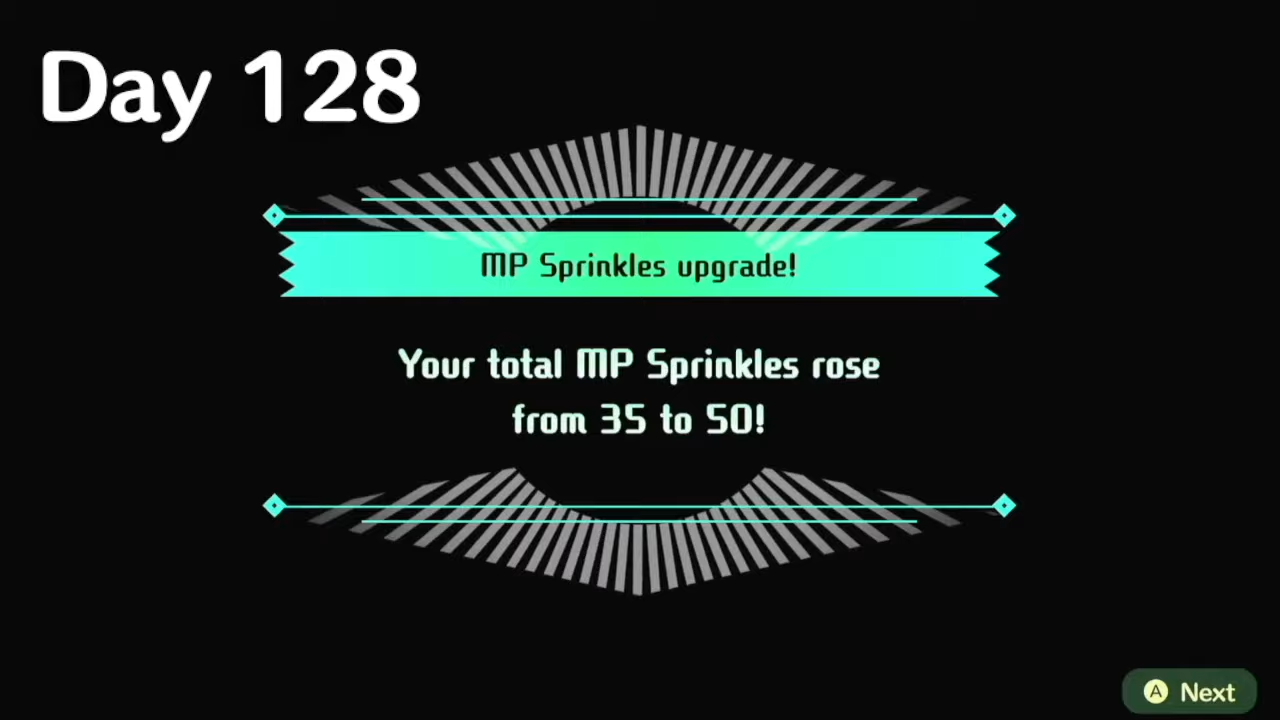 Day 128
MP Sprinkles upgrade!
Your total MP Sprinkles rose
from 35 to 50!
A Next